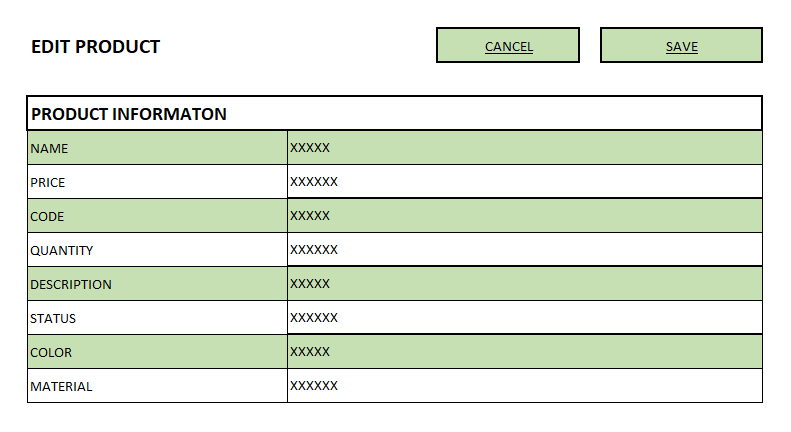 EDIT PRODUCT CANCEL SAVE
PRODUCT INFORMATON
NAME XXXXX
PRICE XXXXXX
CODE XXXXX
QUANTITY XXXXXX
DESCRIPTION XXXXX
STATUS XXXXXX
COLOR XXXXX
MATERIAL XXXXXX